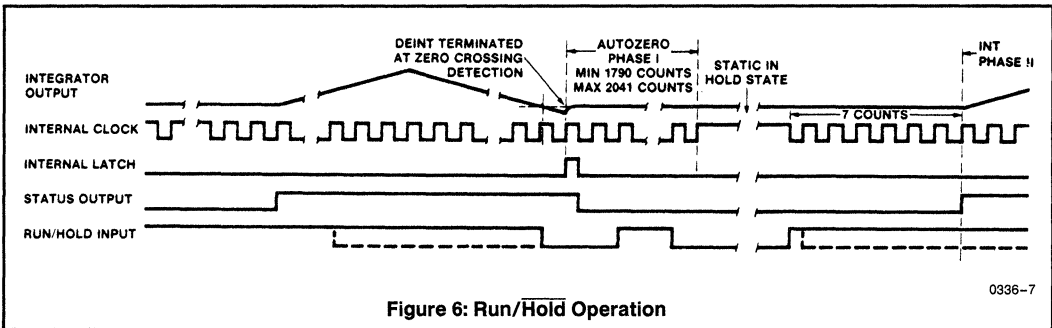 DEINT TERMINATED
AT ZERO CROSSING
DETECTION
AUTOZERO
PHASE I
MIN 1790 COUNTS
MAX 2041 COUNTS
STATIC IN
HOLD STATE
INT
PHASE II
INTEGRATOR
OUTPUT
INTERNAL CLOCK
7 COUNTS
INTERNAL LATCH
STATUS OUTPUT
RUN/HOLD INPUT
0336–7
Figure 6: Run/Hold Operation